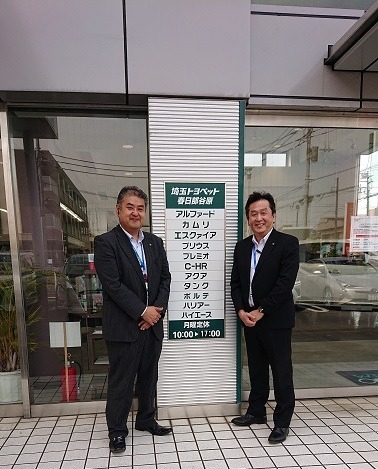 埼玉トヨペット
春日部谷原
アルファード
カムリ
エスクァイア
プリウス
プレミオ
C-HR
アクア
タンク
ポルテ
ハリアー
ハイエース
月曜定休
10:00▶17:00